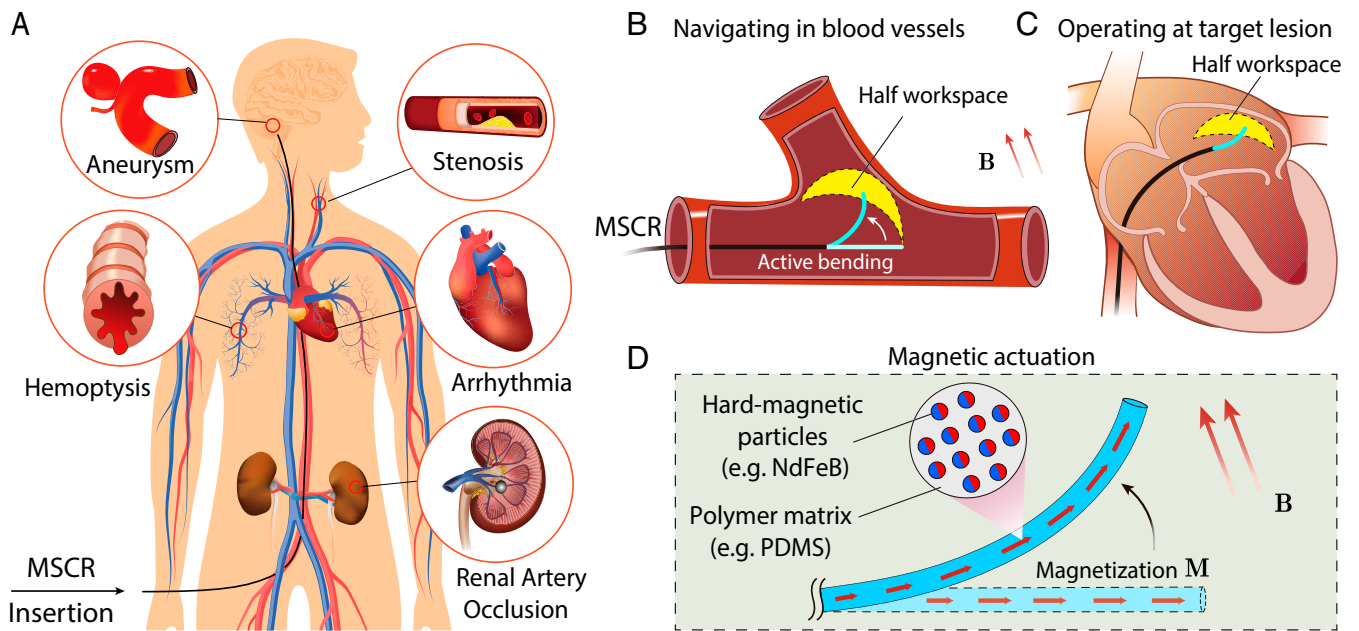 A
Aneurysm
Stenosis
Hemoptysis
Arrhythmia
Renal Artery
Occlusion
MSCR
Insertion
B
Navigating in blood vessels
Half workspace
B
MSCR
Active bending
C
Operating at target lesion
Half workspace
D
Magnetic actuation
Hard-magnetic
particles
(e.g. NdFeB)
Polymer matrix
(e.g. PDMS)
B
Magnetization M